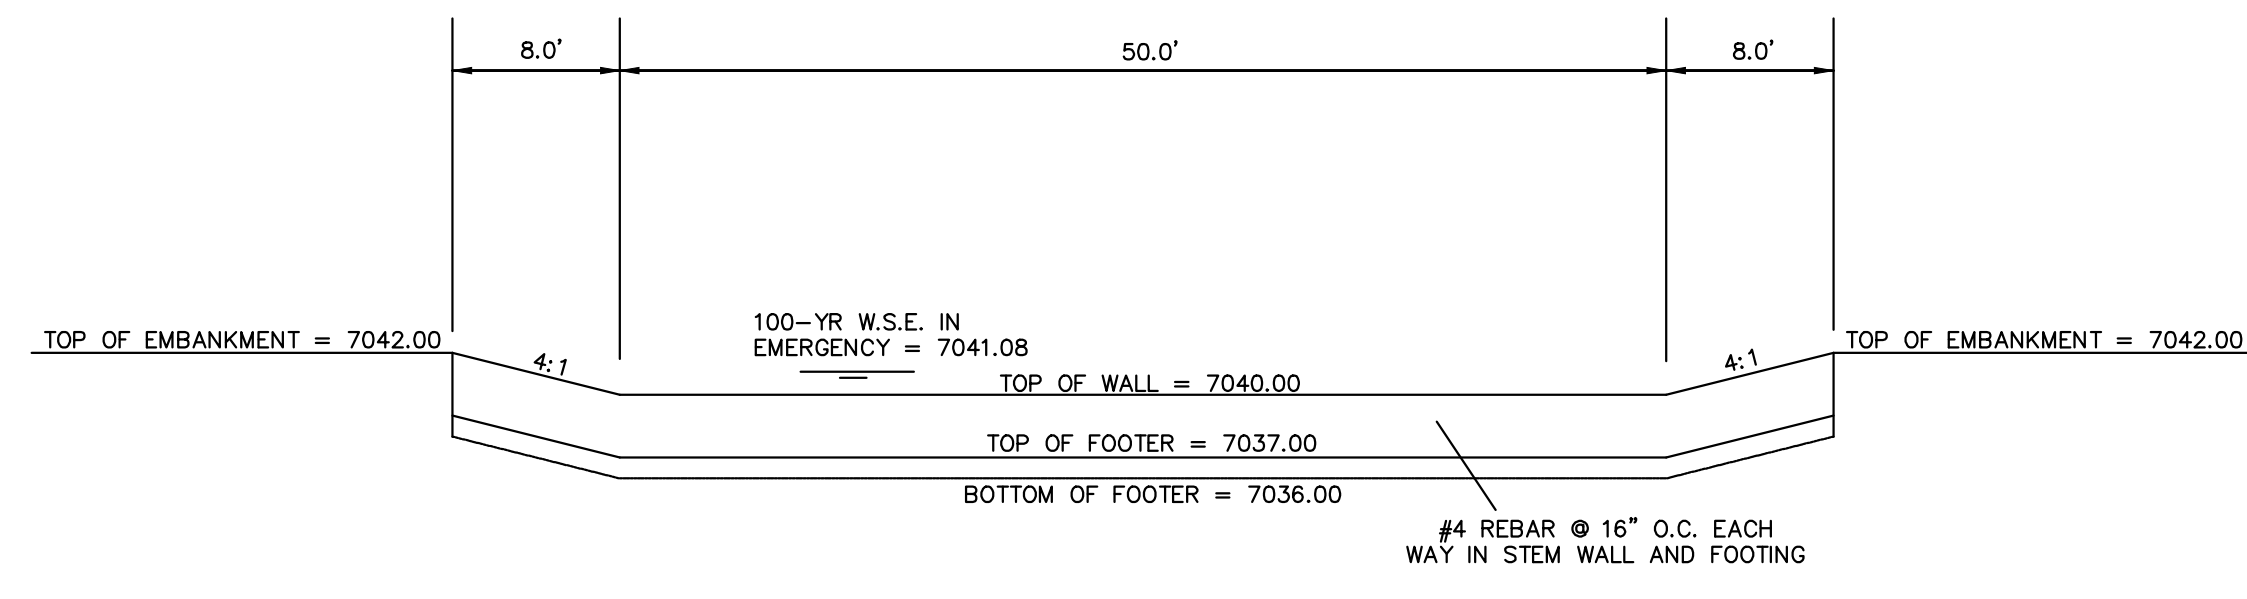 8.0'
50.0'
8.0'
100-YR W.S.E. IN
EMERGENCY = 7041.08
TOP OF EMBANKMENT = 7042.00
TOP OF EMBANKMENT = 7042.00
4:1
4:1
TOP OF WALL = 7040.00
TOP OF FOOTER = 7037.00
BOTTOM OF FOOTER = 7036.00
#4 REBAR @ 16" O.C. EACH
WAY IN STEM WALL AND FOOTING